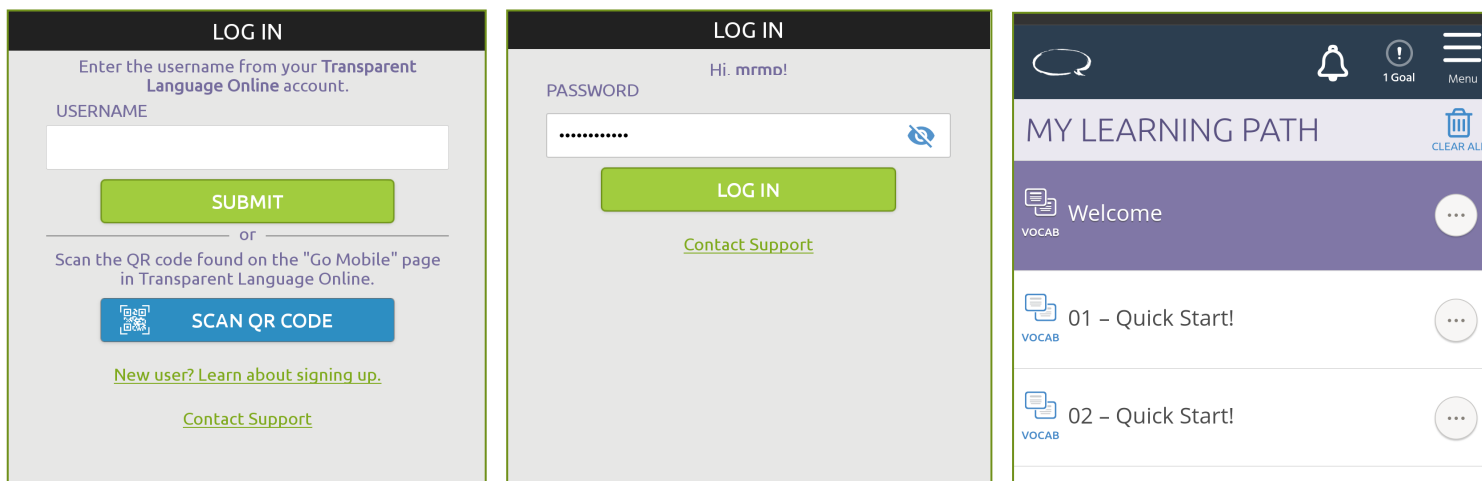 LOG IN
Enter the username from your Transparent
Language Online account.
USERNAME
SUBMIT
or
Scan the QR code found on the "Go Mobile" page
in Transparent Language Online.
SCAN QR CODE
New user? Learn about signing up.
Contact Support
LOG IN
Hi, mrmp!
PASSWORD
LOG IN
Contact Support
1 Goal
Menu
MY LEARNING PATH
CLEAR ALL
Welcome
VOCAB
01 – Quick Start!
VOCAB
02 – Quick Start!
VOCAB